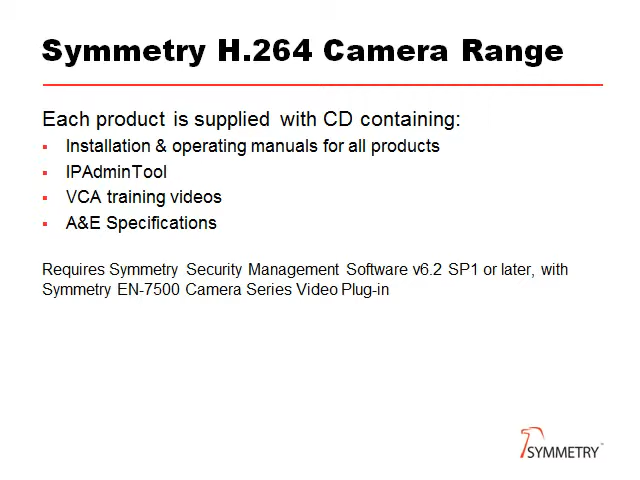 Symmetry H.264 Camera Range
Each product is supplied with CD containing:
▪ Installation & operating manuals for all products
▪ IPAdminTool
▪ VCA training videos
▪ A&E Specifications
Requires Symmetry Security Management Software v6.2 SP1 or later, with
Symmetry EN-7500 Camera Series Video Plug-in
SYMMETRY™